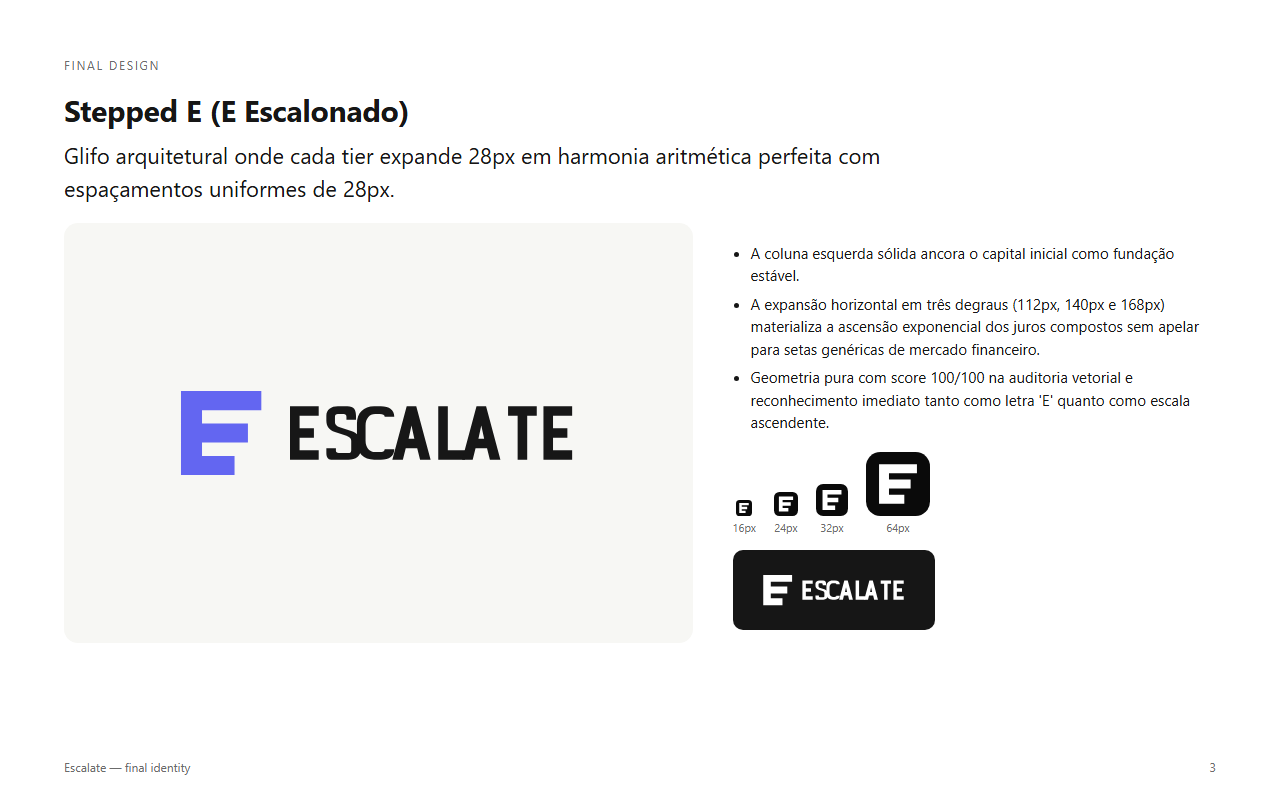 FINAL DESIGN
Stepped E (E Escalonado)
Glifo arquitetural onde cada tier expande 28px em harmonia aritmética perfeita com
espaçamentos uniformes de 28px.
E ESCALATE
• A coluna esquerda sólida ancora o capital inicial como fundação
estável.
• A expansão horizontal em três degraus (112px, 140px e 168px)
materializa a ascensão exponencial dos juros compostos sem apelar
para setas genéricas de mercado financeiro.
• Geometria pura com score 100/100 na auditoria vetorial e
reconhecimento imediato tanto como letra 'E' quanto como escala
ascendente.
E E E E
16px 24px 32px 64px
E ESCALATE
Escalate — final identity
3